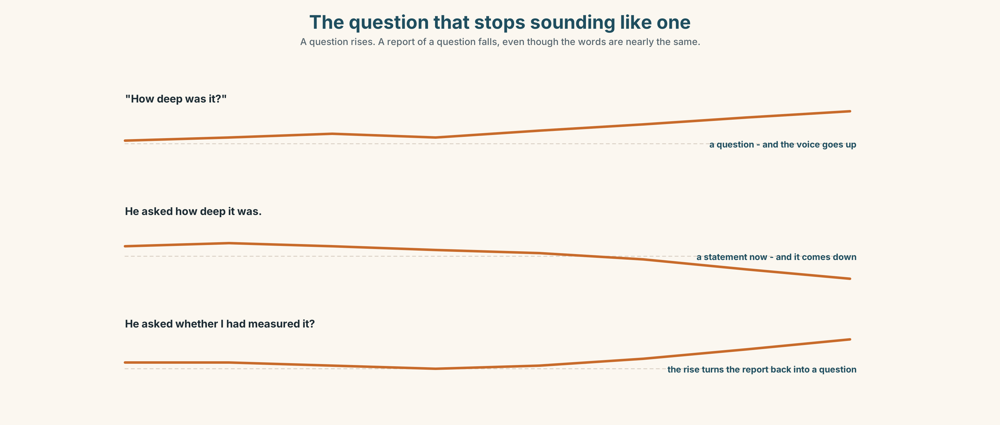 The question that stops sounding like one
A question rises. A report of a question falls, even though the words are nearly the same.
"How deep was it?"
a question - and the voice goes up
He asked how deep it was.
a statement now - and it comes down
He asked whether I had measured it?
the rise turns the report back into a question